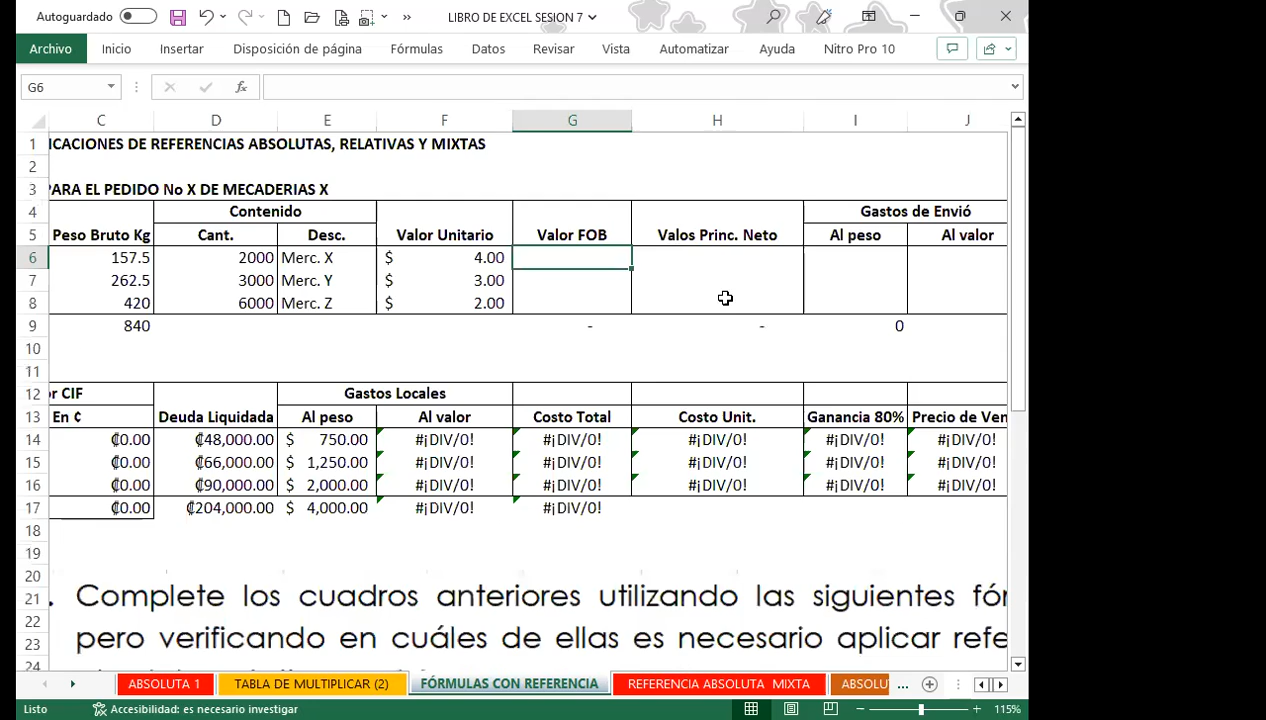 Autoguardado
LIBRO DE EXCEL SESION 7
Archivo Inicio Insertar Disposición de página Fórmulas Datos Revisar Vista Automatizar Ayuda Nitro Pro 10
G6 fx
C D E F G H I J
1 ICACIONES DE REFERENCIAS ABSOLUTAS, RELATIVAS Y MIXTAS
2
3 PARA EL PEDIDO No X DE MECADERIAS X
4 Contenido Gastos de Envió
5 Peso Bruto Kg Cant. Desc. Valor Unitario Valor FOB Valos Princ. Neto Al peso Al valor
6 157.5 2000 Merc. X $ 4.00
7 262.5 3000 Merc. Y $ 3.00
8 420 6000 Merc. Z $ 2.00
9 840 - - 0
10
11
12 or CIF Gastos Locales
13 En ¢ Deuda Liquidada Al peso Al valor Costo Total Costo Unit. Ganancia 80% Precio de Ven
14 ₡0.00 ₡48,000.00 $ 750.00 #¡DIV/0! #¡DIV/0! #¡DIV/0! #¡DIV/0! #¡DIV/0!
15 ₡0.00 ₡66,000.00 $ 1,250.00 #¡DIV/0! #¡DIV/0! #¡DIV/0! #¡DIV/0! #¡DIV/0!
16 ₡0.00 ₡90,000.00 $ 2,000.00 #¡DIV/0! #¡DIV/0! #¡DIV/0! #¡DIV/0! #¡DIV/0!
17 ₡0.00 ₡204,000.00 $ 4,000.00 #¡DIV/0! #¡DIV/0!
18
19
20
21 . Complete los cuadros anteriores utilizando las siguientes fór
22
23 pero verificando en cuáles de ellas es necesario aplicar refe
24
ABSOLUTA 1 TABLA DE MULTIPLICAR (2) FÓRMULAS CON REFERENCIA REFERENCIA ABSOLUTA MIXTA ABSOLU ...
Listo Accesibilidad: es necesario investigar 115%